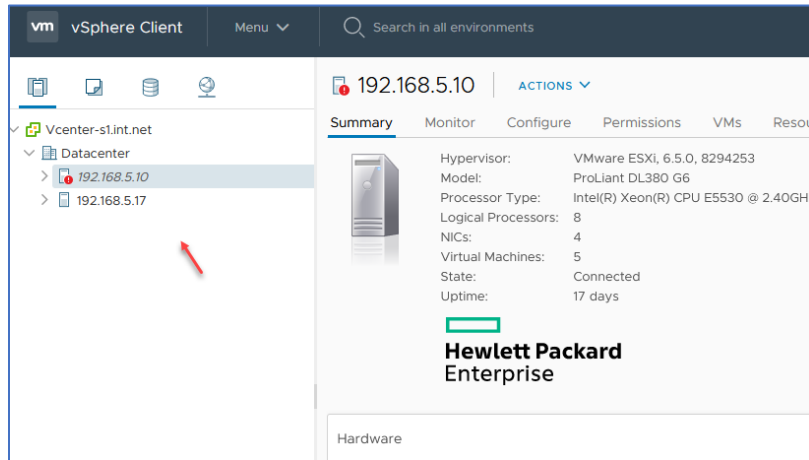 vm vSphere Client Menu Search in all environments
192.168.5.10 ACTIONS
Vcenter-s1.int.net
Datacenter
192.168.5.10
192.168.5.17
Summary Monitor Configure Permissions VMs Resou
Hypervisor: VMware ESXi, 6.5.0, 8294253
Model: ProLiant DL380 G6
Processor Type: Intel(R) Xeon(R) CPU E5530 @ 2.40GH
Logical Processors: 8
NICs: 4
Virtual Machines: 5
State: Connected
Uptime: 17 days
Hewlett Packard
Enterprise
Hardware